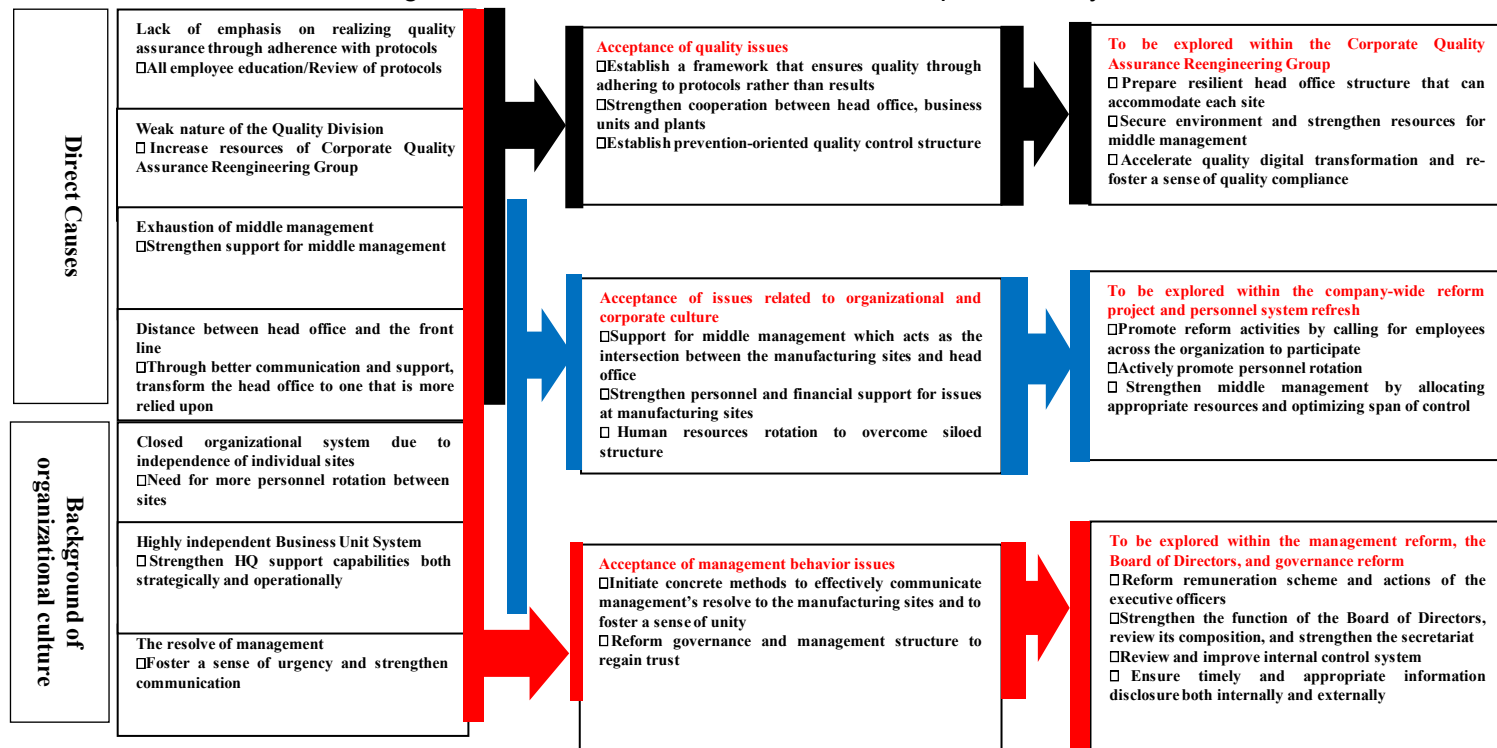 Direct Causes
Lack of emphasis on realizing quality
assurance through adherence with protocols
□All employee education/Review of protocols
Weak nature of the Quality Division
□ Increase resources of Corporate Quality
Assurance Reengineering Group
Exhaustion of middle management
□Strengthen support for middle management
Distance between head office and the front
line
□Through better communication and support,
transform the head office to one that is more
relied upon
Background of
organizational culture
Closed organizational system due to
independence of individual sites
□Need for more personnel rotation between
sites
Highly independent Business Unit System
□ Strengthen HQ support capabilities both
strategically and operationally
The resolve of management
□Foster a sense of urgency and strengthen
communication
Acceptance of quality issues
□Establish a framework that ensures quality through
adhering to protocols rather than results
□Strengthen cooperation between head office, business
units and plants
□Establish prevention-oriented quality control structure
Acceptance of issues related to organizational and
corporate culture
□Support for middle management which acts as the
intersection between the manufacturing sites and head
office
□Strengthen personnel and financial support for issues
at manufacturing sites
□ Human resources rotation to overcome siloed
structure
Acceptance of management behavior issues
□Initiate concrete methods to effectively communicate
management's resolve to the manufacturing sites and to
foster a sense of unity
□ Reform governance and management structure to
regain trust
To be explored within the Corporate Quality
Assurance Reengineering Group
□ Prepare resilient head office structure that can
accommodate each site
□ Secure environment and strengthen resources for
middle management
□ Accelerate quality digital transformation and re-
foster a sense of quality compliance
To be explored within the company-wide reform
project and personnel system refresh
□Promote reform activities by calling for employees
across the organization to participate
□Actively promote personnel rotation
□ Strengthen middle management by allocating
appropriate resources and optimizing span of control
To be explored within the management reform, the
Board of Directors, and governance reform
□ Reform remuneration scheme and actions of the
executive officers
□Strengthen the function of the Board of Directors,
review its composition, and strengthen the secretariat
□Review and improve internal control system
□ Ensure timely and appropriate information
disclosure both internally and externally